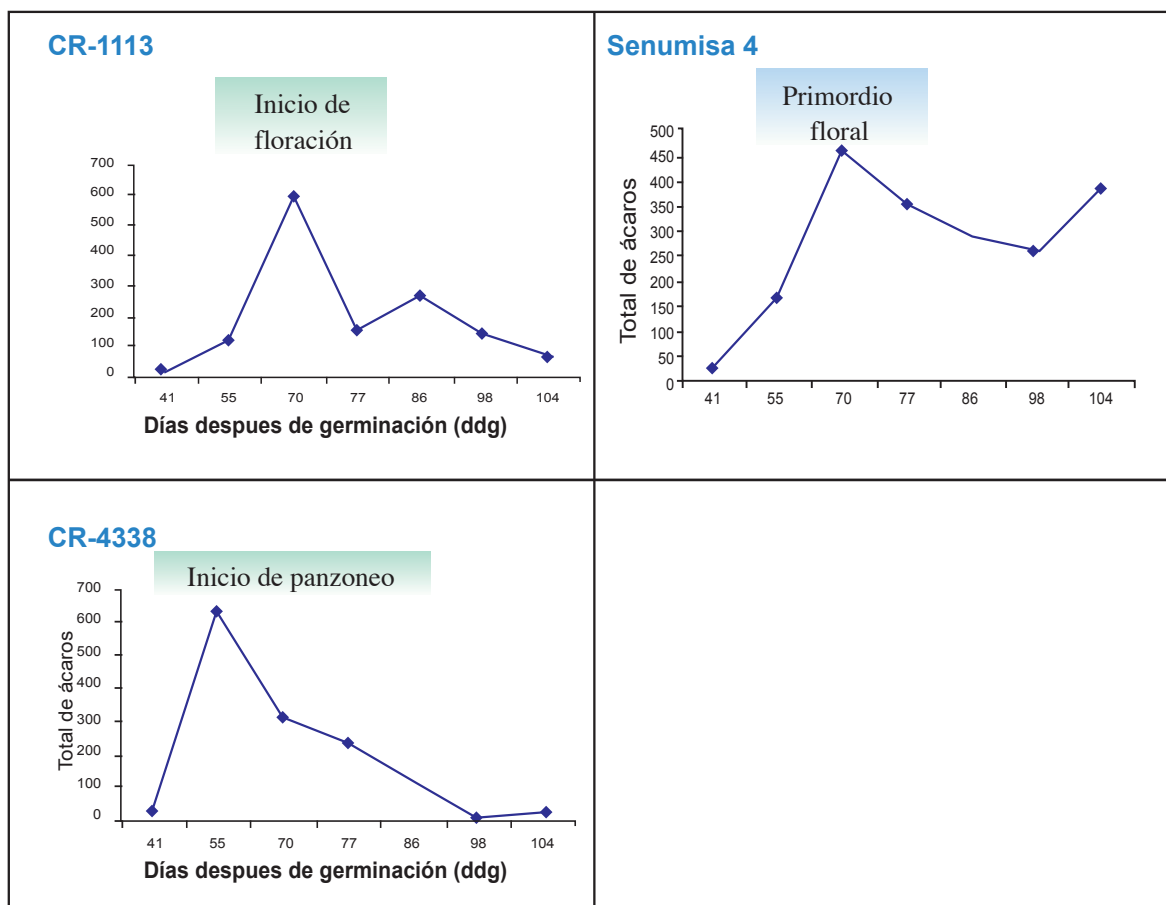 CR-1113
Inicio de
floración
700
600
500
400
300
200
100
0
41 55 70 77 86 98 104
Días despues de germinación (ddg)
Senumisa 4
Primordio
floral
Total de ácaros
500
450
400
350
300
250
200
150
100
50
0
41 55 70 77 86 98 104
CR-4338
Inicio de panzoneo
Total de ácaros
700
600
500
400
300
200
100
0
41 55 70 77 86 98 104
Días despues de germinación (ddg)